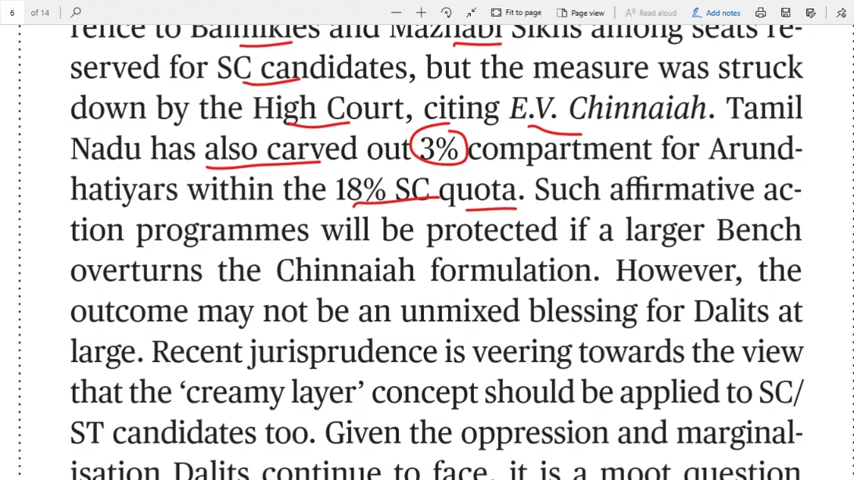 6 of 14 Fit to page Page view Read aloud Add notes
rence to Balmikies and Mazhabi Sikhs among seats re-
served for SC candidates, but the measure was struck
down by the High Court, citing E.V. Chinnaiah. Tamil
Nadu has also carved out 3% compartment for Arund-
hatiyars within the 18% SC quota. Such affirmative ac-
tion programmes will be protected if a larger Bench
overturns the Chinnaiah formulation. However, the
outcome may not be an unmixed blessing for Dalits at
large. Recent jurisprudence is veering towards the view
that the ‘creamy layer’ concept should be applied to SC/
ST candidates too. Given the oppression and marginal-
isation Dalits continue to face, it is a moot question